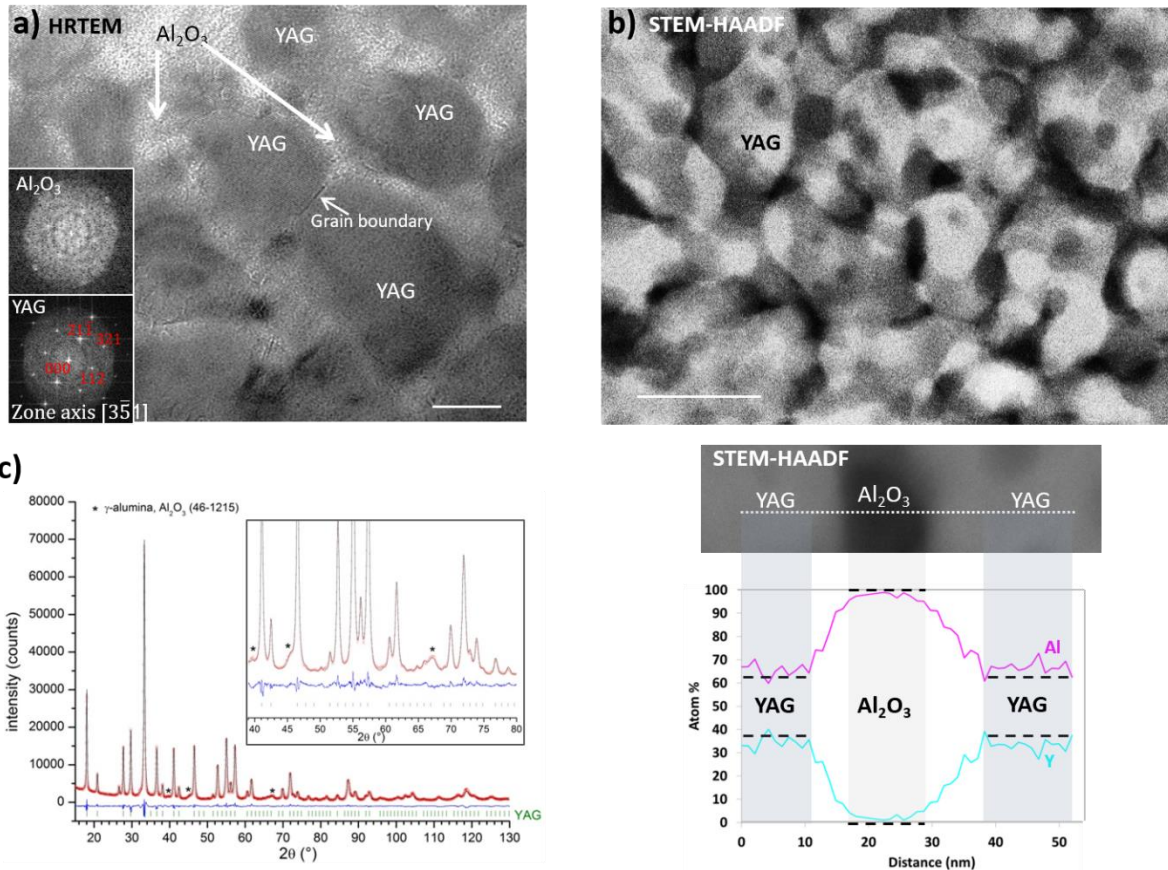 a) HRTEM
Al₂O₃
YAG
YAG
YAG
Grain boundary
YAG
Al₂O₃
YAG
000
112
Zone axis [35̄1]
b) STEM-HAADF
YAG
STEM-HAADF
YAG Al₂O₃ YAG
c)
* γ-alumina, Al₂O₃ (46-1215)
intensity (counts)
80000
70000
60000
50000
40000
30000
20000
10000
0
20 30 40 50 60 70 80 90 100 110 120 130
2θ (°)
YAG
* * *
* * *
40 45 50 55 60 65 70 75 80
2θ (°)
Atom %
100
90
80
70
60
50
40
30
20
10
0
Al
YAG Al₂O₃ YAG
Y
0 10 20 30 40 50
Distance (nm)